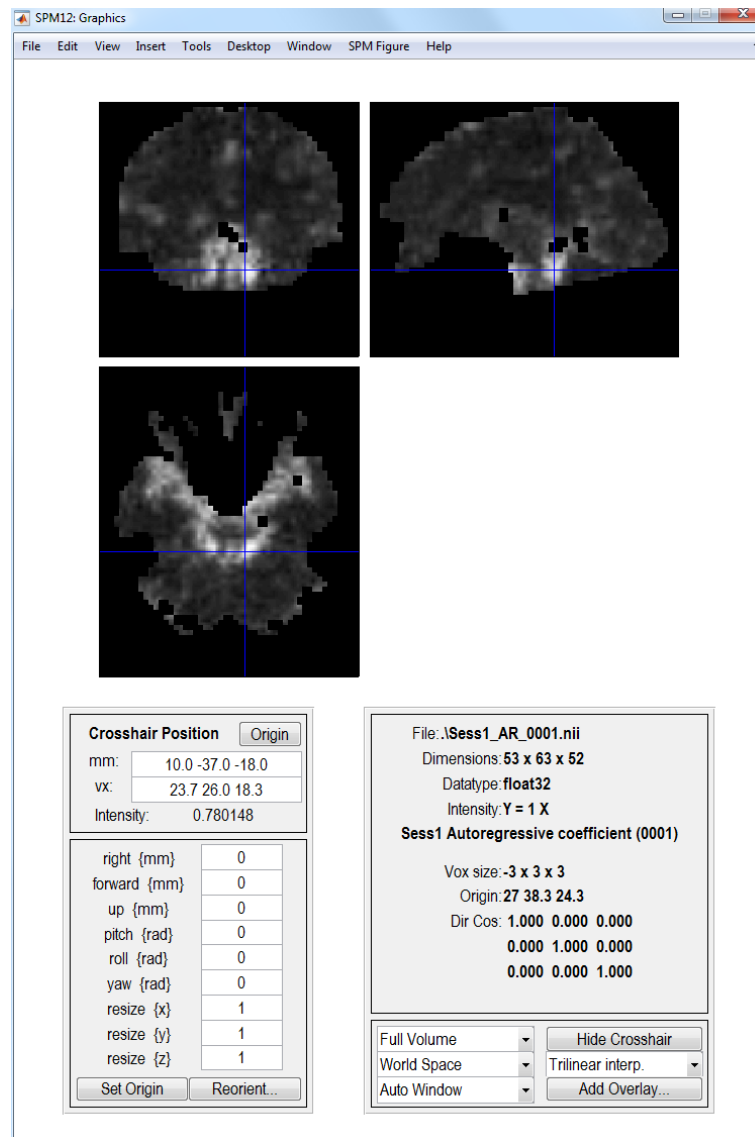 SPM12: Graphics
File Edit View Insert Tools Desktop Window SPM Figure Help
Crosshair Position Origin
mm: 10.0 -37.0 -18.0
vx: 23.7 26.0 18.3
Intensity: 0.780148
right {mm} 0
forward {mm} 0
up {mm} 0
pitch {rad} 0
roll {rad} 0
yaw {rad} 0
resize {x} 1
resize {y} 1
resize {z} 1
Set Origin Reorient...
File: .\Sess1_AR_0001.nii
Dimensions: 53 x 63 x 52
Datatype: float32
Intensity: Y = 1 X
Sess1 Autoregressive coefficient (0001)
Vox size: -3 x 3 x 3
Origin: 27 38.3 24.3
Dir Cos: 1.000 0.000 0.000
0.000 1.000 0.000
0.000 0.000 1.000
Full Volume Hide Crosshair
World Space Trilinear interp.
Auto Window Add Overlay...